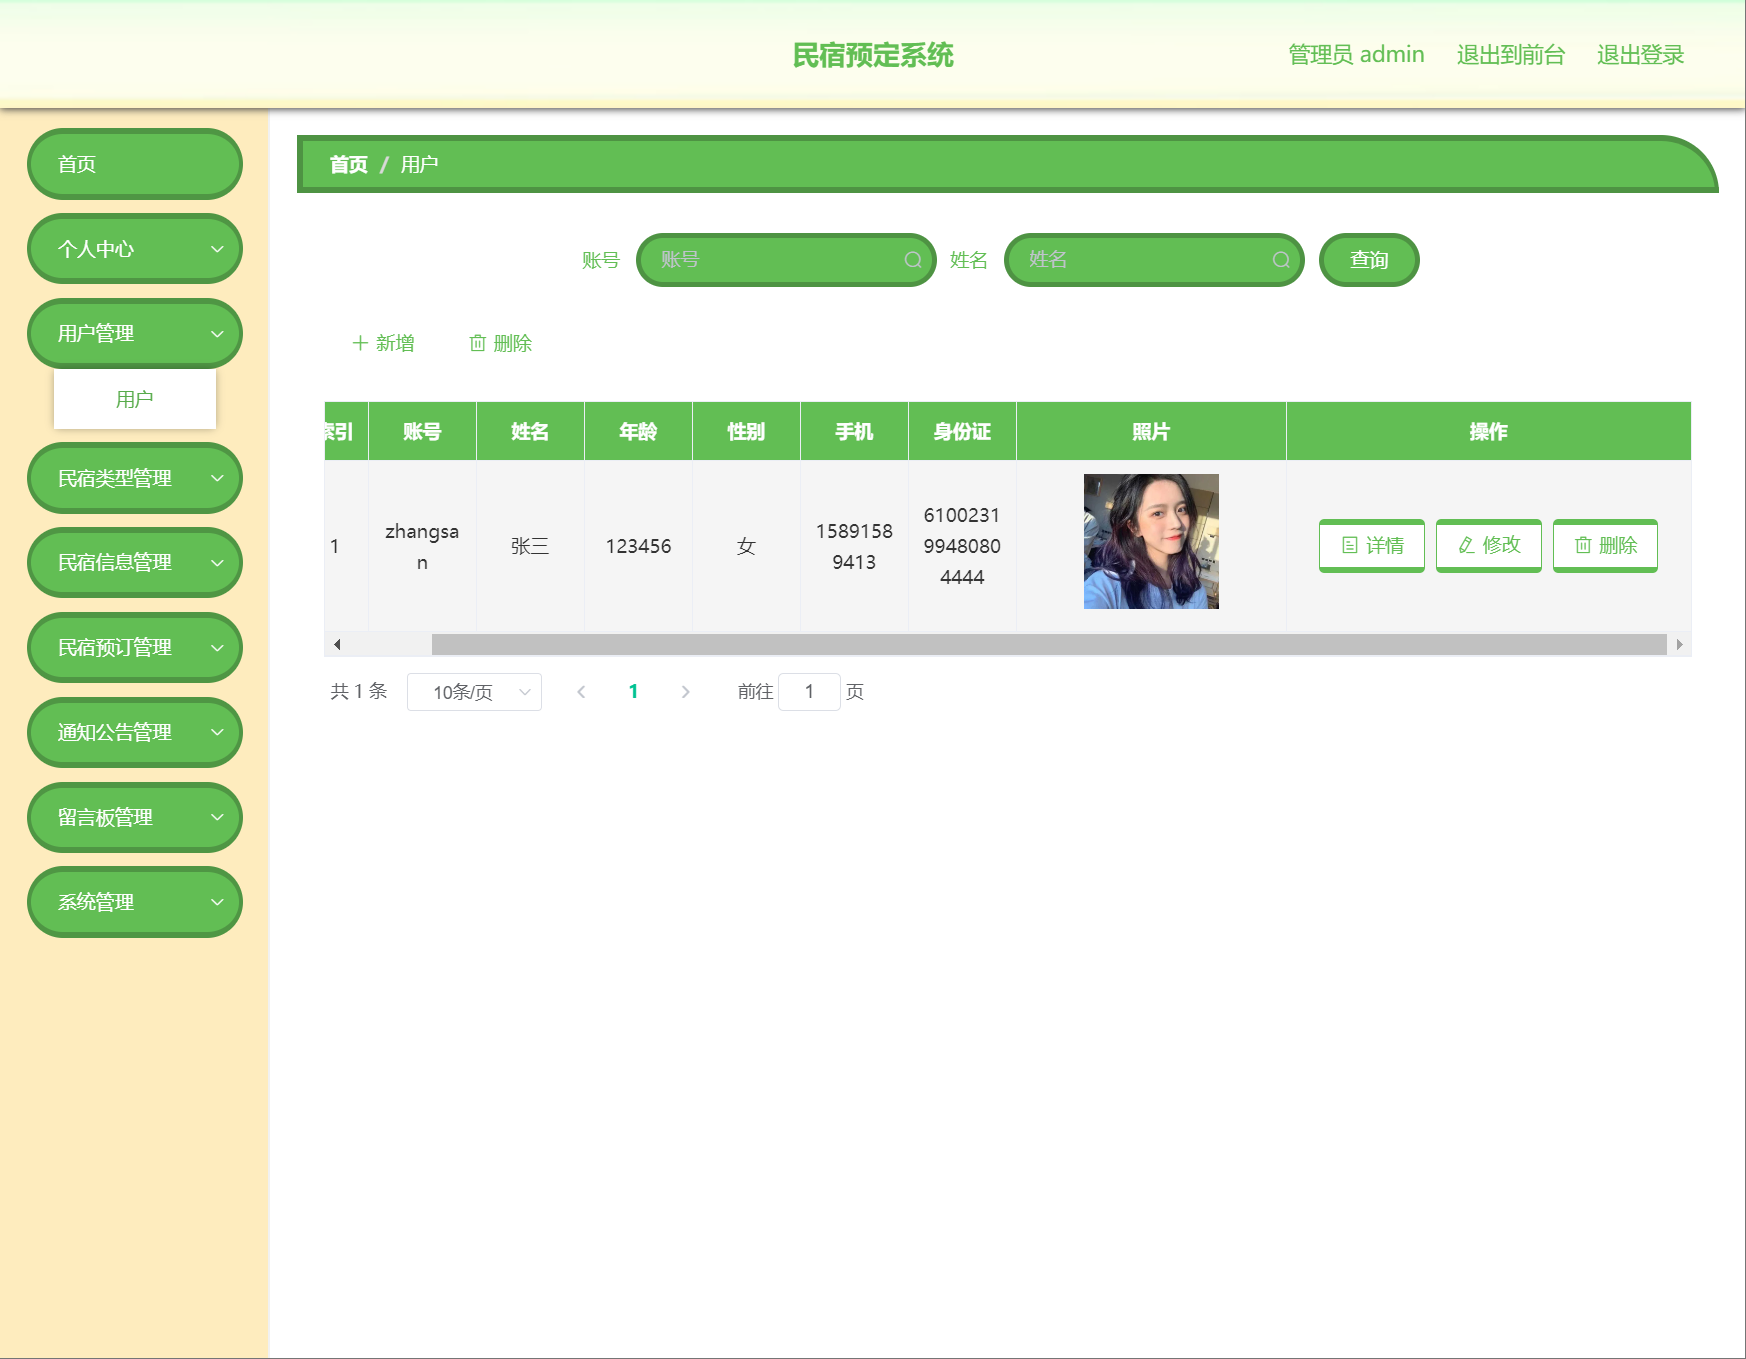 民宿预定系统
管理员 admin 退出到前台 退出登录
首页
个人中心
用户管理
用户
民宿类型管理
民宿信息管理
民宿预订管理
通知公告管理
留言板管理
系统管理
首页 / 用户
账号 账号 姓名 姓名 查询
新增 删除
索引 账号 姓名 年龄 性别 手机 身份证 照片 操作
1 zhangsa
n 张三 123456 女 1589158
9413 6100231
9948080
4444 详情 修改 删除
共 1 条 10条/页 1 前往 1 页